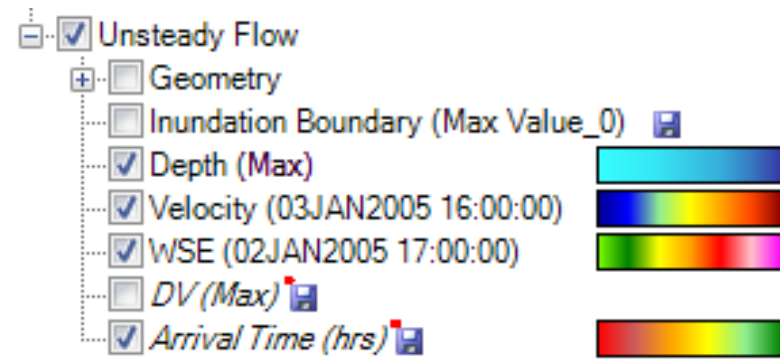 Unsteady Flow
Geometry
Inundation Boundary (Max Value_0)
Depth (Max)
Velocity (03JAN2005 16:00:00)
WSE (02JAN2005 17:00:00)
DV (Max)
Arrival Time (hrs)